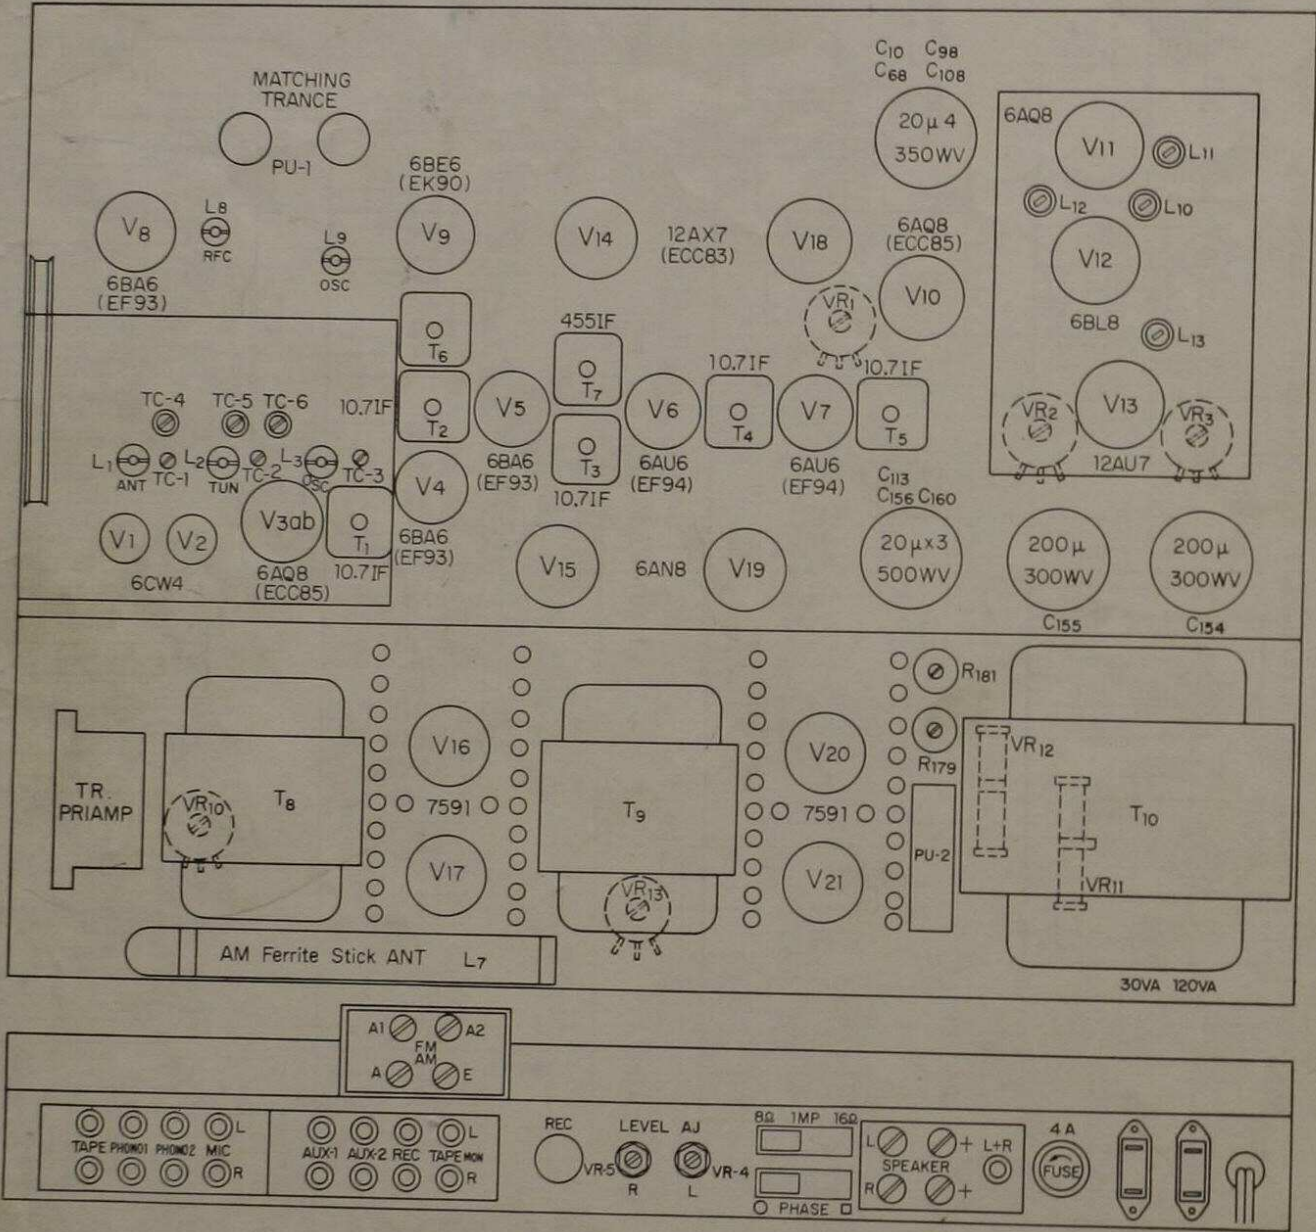 C10 C98
C68 C108
MATCHING
TRANCE
PU-1
20µ 4
350WV
6AQ8
V11
L11
L12
L10
V12
6BL8
L13
6BE6
(EK90)
V8
L8
RFC
L9
OSC
V9
V14
12AX7
(ECC83)
V18
6AQ8
(ECC85)
V10
6BA6
(EF93)
VR1
T6
455IF
T7
10.7IF
10.7IF
TC-4
TC-5
TC-6
10.7IF
T2
V5
V6
T4
V7
T5
VR2
V13
VR3
12AU7
L1
ANT
TC-1
L2
TUN
TC-2
L3
OSC
TC-3
V4
6BA6
(EF93)
T3
10.7IF
6AU6
(EF94)
6AU6
(EF94)
C113
C156 C160
V1
V2
6CW4
V3ab
6AQ8
(ECC85)
T1
10.7IF
6BA6
(EF93)
V15
6AN8
V19
20µx3
500WV
200µ
300WV
C155
200µ
300WV
C154
R181
R179
TR.
PRIAMP
VR10
T8
V16
7591
V17
T9
VR13
V20
7591
V21
PU-2
VR12
VR11
T10
AM Ferrite Stick ANT L7
30VA 120VA
A1
A2
FM
AM
A
E
TAPE PHONO1 PHONO2 MIC
L
R
AUX-1 AUX-2 REC TAPE MON
L
R
REC
LEVEL AJ
VR-5
R
VR-4
L
8Ω 1MP 16Ω
PHASE
L
+
SPEAKER
R
+
L+R
4A
FUSE